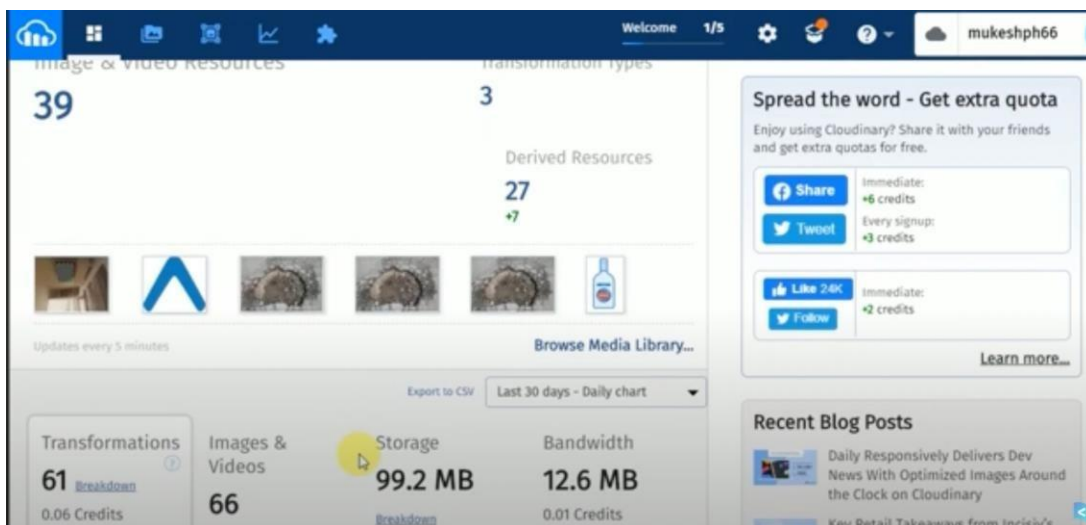 Welcome 1/5
mukeshph66
Image & Video Resources
39
Transformation Types
3
Derived Resources
27
+7
Updates every 5 minutes
Browse Media Library...
Export to CSV
Last 30 days - Daily chart
Transformations
61 Breakdown
0.06 Credits
Images &
Videos
66
Storage
99.2 MB
Breakdown
Bandwidth
12.6 MB
0.01 Credits
Spread the word - Get extra quota
Enjoy using Cloudinary? Share it with your friends
and get extra quotas for free.
Share
Tweet
Immediate:
+6 credits
Every signup:
+3 credits
Like 24K
Follow
Immediate:
+2 credits
Learn more...
Recent Blog Posts
Daily Responsively Delivers Dev
News With Optimized Images Around
the Clock on Cloudinary
Key Retail Takeaways from Incisiv's